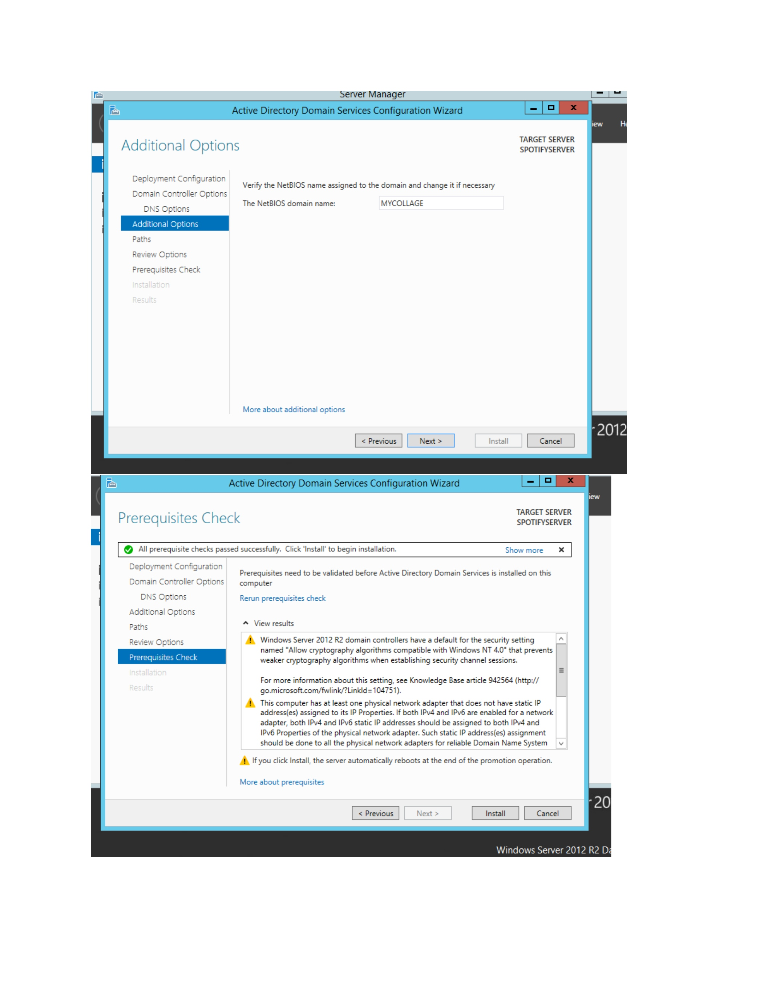 Server Manager
Active Directory Domain Services Configuration Wizard
iew
Additional Options
TARGET SERVER
SPOTIFYSERVER
Deployment Configuration
Domain Controller Options
DNS Options
Additional Options
Paths
Review Options
Prerequisites Check
Installation
Results
Verify the NetBIOS name assigned to the domain and change it if necessary
The NetBIOS domain name: MYCOLLAGE
More about additional options
r 2012
< Previous Next > Install Cancel
Active Directory Domain Services Configuration Wizard
iew
Prerequisites Check
TARGET SERVER
SPOTIFYSERVER
All prerequisite checks passed successfully. Click 'Install' to begin installation. Show more
Deployment Configuration
Domain Controller Options
DNS Options
Additional Options
Paths
Review Options
Prerequisites Check
Installation
Results
Prerequisites need to be validated before Active Directory Domain Services is installed on this
computer
Rerun prerequisites check
View results
Windows Server 2012 R2 domain controllers have a default for the security setting
named "Allow cryptography algorithms compatible with Windows NT 4.0" that prevents
weaker cryptography algorithms when establishing security channel sessions.
For more information about this setting, see Knowledge Base article 942564 (http://
go.microsoft.com/fwlink/?LinkId=104751).
This computer has at least one physical network adapter that does not have static IP
address(es) assigned to its IP Properties. If both IPv4 and IPv6 are enabled for a network
adapter, both IPv4 and IPv6 static IP addresses should be assigned to both IPv4 and
IPv6 Properties of the physical network adapter. Such static IP address(es) assignment
should be done to all the physical network adapters for reliable Domain Name System
If you click Install, the server automatically reboots at the end of the promotion operation.
More about prerequisites
r 20
< Previous Next > Install Cancel
Windows Server 2012 R2 Da